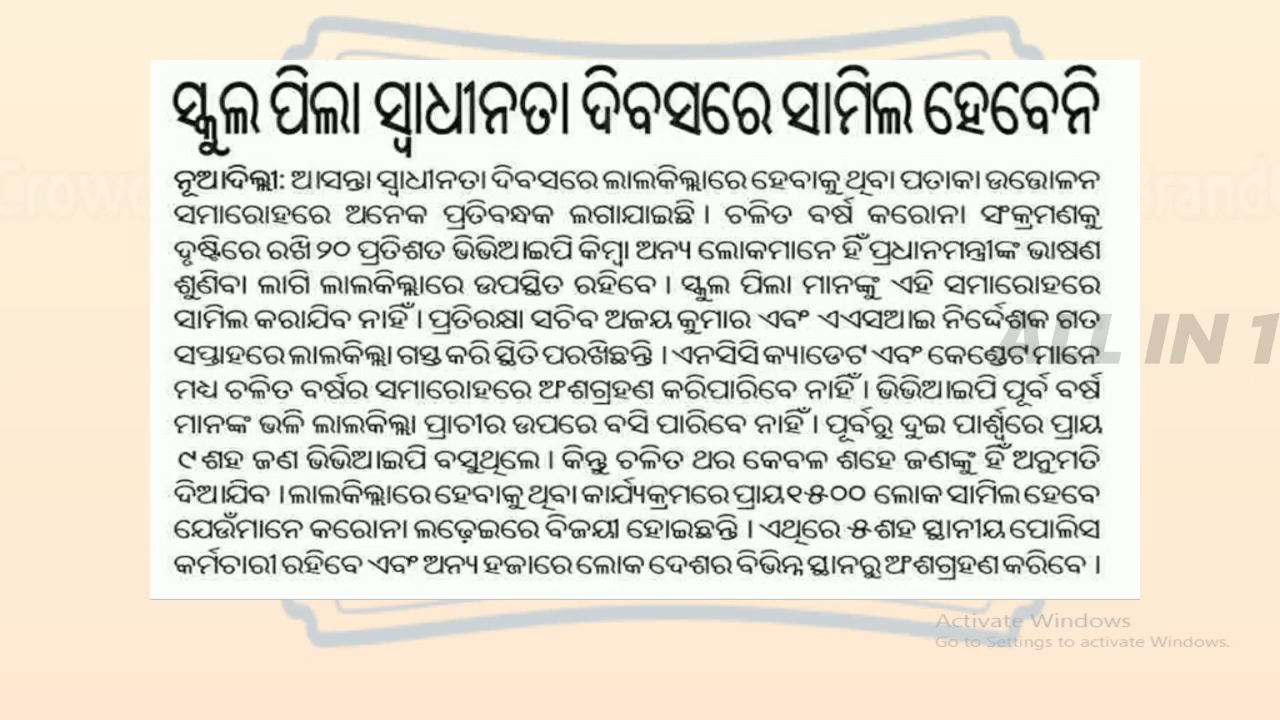 ସ୍କୁଲ ପିଲା ସ୍ୱାଧୀନତା ଦିବସରେ ସାମିଲ ହେବେନି
ନୂଆଦିଲ୍ଲୀ: ଆସନ୍ତା ସ୍ୱାଧୀନତା ଦିବସରେ ଲାଲକିଲ୍ଲାରେ ହେବାକୁ ଥିବା ପତାକା ଉତ୍ତୋଳନ
ସମାରୋହରେ ଅନେକ ପ୍ରତିବନ୍ଧକ ଲଗାଯାଇଛି । ଚଳିତ ବର୍ଷ କରୋନା ସଂକ୍ରମଣକୁ
ଦୃଷ୍ଟିରେ ରଖି ୨୦ ପ୍ରତିଶତ ଭିଭିଆଇପି କିମ୍ବା ଅନ୍ୟ ଲୋକମାନେ ହିଁ ପ୍ରଧାନମନ୍ତ୍ରୀଙ୍କ ଭାଷଣ
ଶୁଣିବା ଲାଗି ଲାଲକିଲ୍ଲାରେ ଉପସ୍ଥିତ ରହିବେ । ସ୍କୁଲ ପିଲା ମାନଙ୍କୁ ଏହି ସମାରୋହରେ
ସାମିଲ କରାଯିବ ନାହିଁ । ପ୍ରତିରକ୍ଷା ସଚିବ ଅଜୟ କୁମାର ଏବଂ ଏଏସଆଇ ନିର୍ଦ୍ଦେଶକ ଗତ
ସପ୍ତାହରେ ଲାଲକିଲ୍ଲା ଗସ୍ତ କରି ସ୍ଥିତି ପରଖିଛନ୍ତି । ଏନସିସି କ୍ୟାଡେଟ ଏବଂ କେଣ୍ଡେଟ ମାନେ
ମଧ୍ୟ ଚଳିତ ବର୍ଷର ସମାରୋହରେ ଅଂଶଗ୍ରହଣ କରିପାରିବେ ନାହିଁ । ଭିଭିଆଇପି ପୂର୍ବ ବର୍ଷ
ମାନଙ୍କ ଭଳି ଲାଲକିଲ୍ଲା ପ୍ରାଚୀର ଉପରେ ବସି ପାରିବେ ନାହିଁ । ପୂର୍ବରୁ ଦୁଇ ପାର୍ଶ୍ୱରେ ପ୍ରାୟ
୯ଶହ ଜଣ ଭିଭିଆଇପି ବସୁଥିଲେ । କିନ୍ତୁ ଚଳିତ ଥର କେବଳ ଶହେ ଜଣଙ୍କୁ ହିଁ ଅନୁମତି
ଦିଆଯିବ । ଲାଲକିଲ୍ଲାରେ ହେବାକୁ ଥିବା କାର୍ଯ୍ୟକ୍ରମରେ ପ୍ରାୟ୧୫୦୦ ଲୋକ ସାମିଲ ହେବେ
ଯେଉଁମାନେ କରୋନା ଲଢ଼େଇରେ ବିଜୟୀ ହୋଇଛନ୍ତି । ଏଥିରେ ୫ଶହ ସ୍ଥାନୀୟ ପୋଲିସ
କର୍ମଚାରୀ ରହିବେ ଏବଂ ଅନ୍ୟ ହଜାରେ ଲୋକ ଦେଶର ବିଭିନ୍ନ ସ୍ଥାନରୁ ଅଂଶଗ୍ରହଣ କରିବେ ।
ALL IN 1
Activate Windows
Go to Settings to activate Windows.